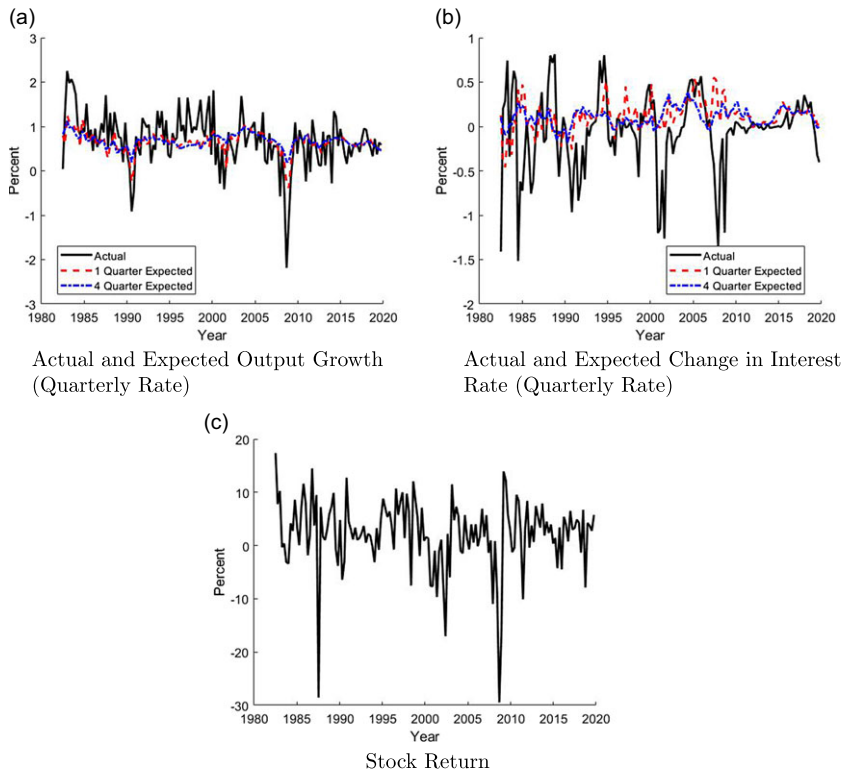 (a)
3
2
1
0
-1
-2
-3
Percent
Actual
1 Quarter Expected
4 Quarter Expected
1980 1985 1990 1995 2000 2005 2010 2015 2020
Year
Actual and Expected Output Growth
(Quarterly Rate)
(b)
1
0.5
0
-0.5
-1
-1.5
-2
Percent
Actual
1 Quarter Expected
4 Quarter Expected
1980 1985 1990 1995 2000 2005 2010 2015 2020
Year
Actual and Expected Change in Interest
Rate (Quarterly Rate)
(c)
20
10
0
-10
-20
-30
Percent
1980 1985 1990 1995 2000 2005 2010 2015 2020
Year
Stock Return